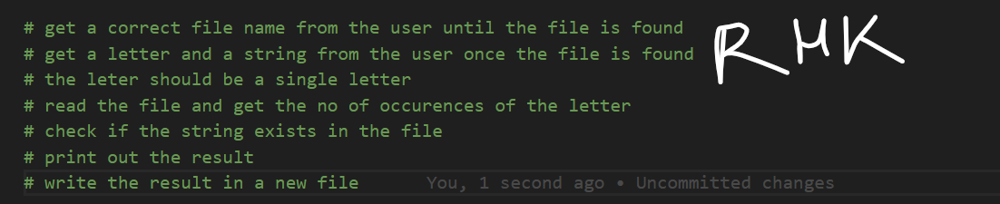 # get a correct file name from the user until the file is found
# get a letter and a string from the user once the file is found
RHK
# the leter should be a single letter
# read the file and get the no of occurences of the letter
# check if the string exists in the file
# print out the result
# write the result in a new file You, 1 second ago • Uncommitted changes